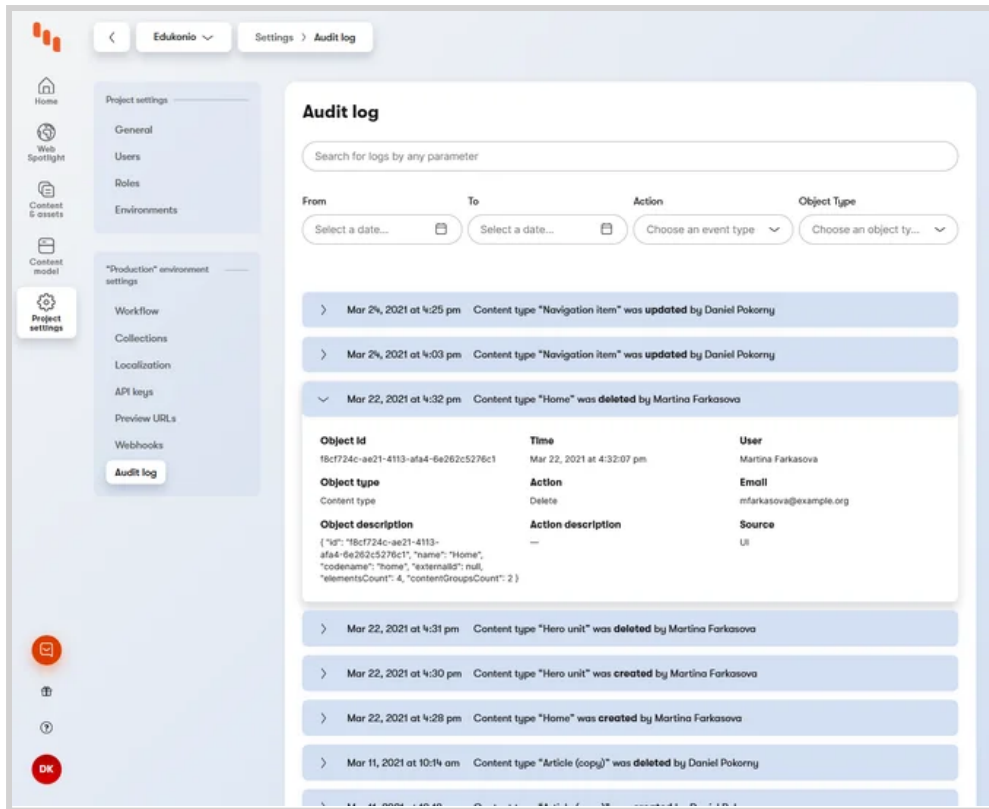 Edukonio
Settings > Audit log
Home
Web
Spotlight
Content
& assets
Content
model
Project
settings
DK
Project settings
General
Users
Roles
Environments
"Production" environment
settings
Workflow
Collections
Localization
API keys
Preview URLs
Webhooks
Audit log
Audit log
Search for logs by any parameter
From To Action Object Type
Select a date... Select a date... Choose an event type Choose an object ty...
Mar 24, 2021 at 4:25 pm Content type "Navigation item" was updated by Daniel Pokorny
Mar 24, 2021 at 4:03 pm Content type "Navigation item" was updated by Daniel Pokorny
Mar 22, 2021 at 4:32 pm Content type "Home" was deleted by Martina Farkasova
Object Id Time User
f8cf724c-ae21-4113-afa4-6e262c5276c1 Mar 22, 2021 at 4:32:07 pm Martina Farkasova
Object type Action Email
Content type Delete mfarkasova@example.org
Object description Action description Source
{ "id": "f8cf724c-ae21-4113- — UI
afa4-6e262c5276c1", "name": "Home",
"codename": "home", "externalId": null,
"elementsCount": 4, "contentGroupsCount": 2 }
Mar 22, 2021 at 4:31 pm Content type "Hero unit" was deleted by Martina Farkasova
Mar 22, 2021 at 4:30 pm Content type "Hero unit" was created by Martina Farkasova
Mar 22, 2021 at 4:28 pm Content type "Home" was created by Martina Farkasova
Mar 11, 2021 at 10:14 am Content type "Article (copy)" was deleted by Daniel Pokorny